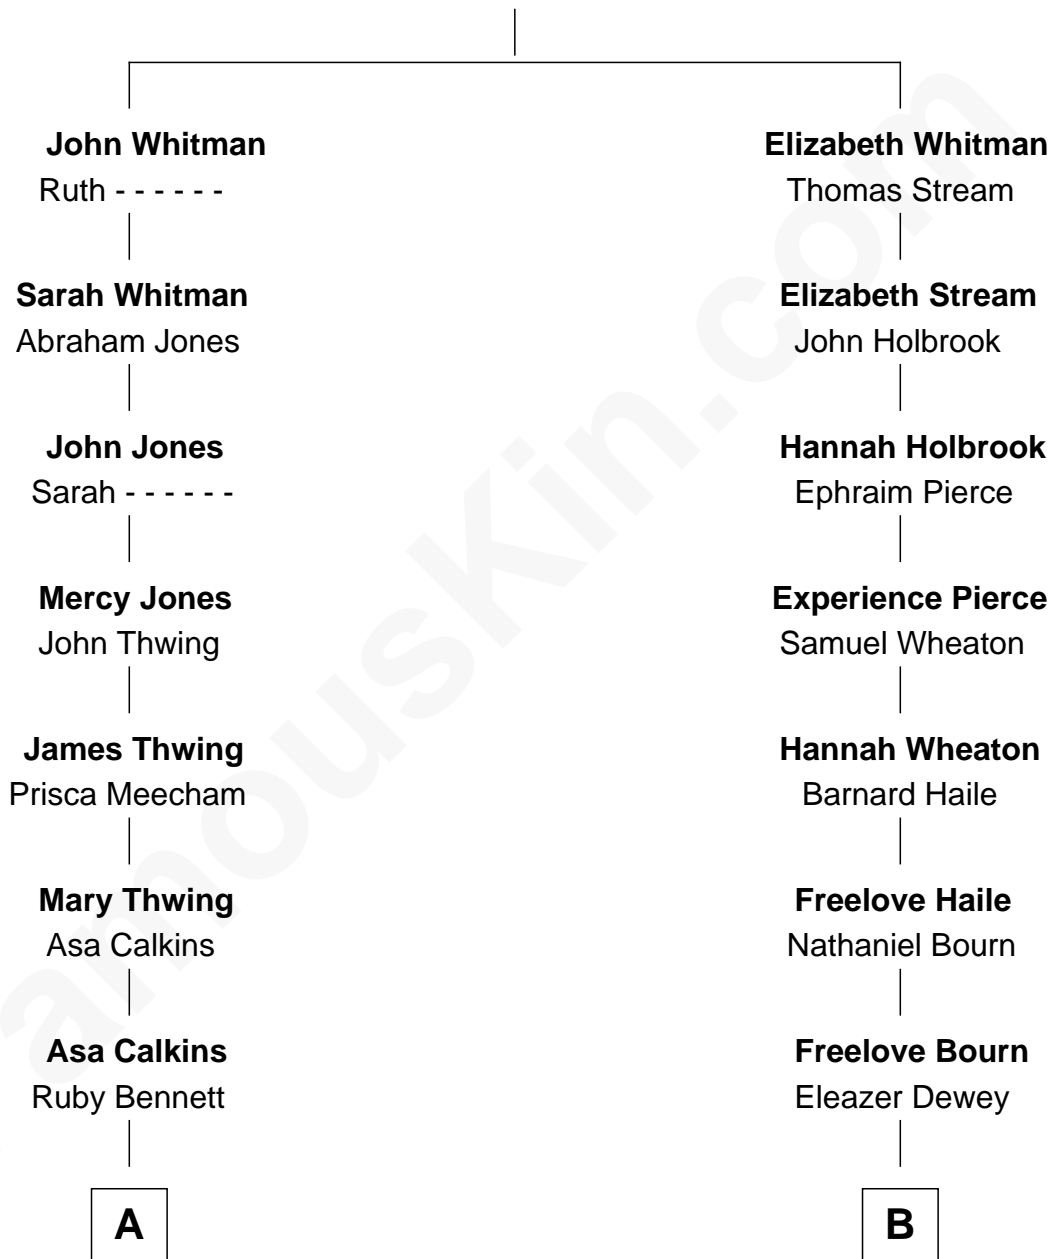 John Whitman
Ruth - - - - - -
Sarah Whitman
Abraham Jones
John Jones
Sarah - - - - - -
Mercy Jones
John Thwing
James Thwing
Prisca Meecham
Mary Thwing
Asa Calkins
Asa Calkins
Ruby Bennett
A
Elizabeth Whitman
Thomas Stream
Elizabeth Stream
John Holbrook
Hannah Holbrook
Ephraim Pierce
Experience Pierce
Samuel Wheaton
Hannah Wheaton
Barnard Haile
Freelove Haile
Nathaniel Bourn
Freelove Bourn
Eleazer Dewey
B
amouskin.com